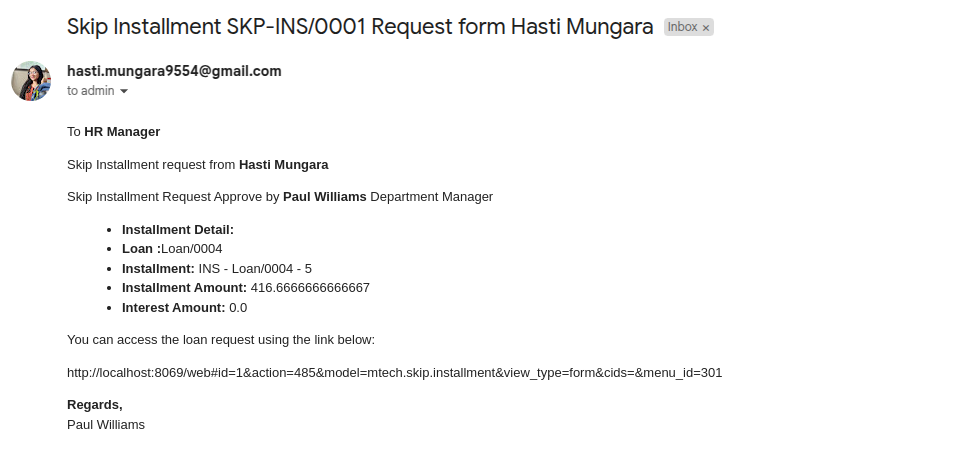 Skip Installment SKP-INS/0001 Request form Hasti Mungara Inbox ×
hasti.mungara9554@gmail.com
to admin
To HR Manager
Skip Installment request from Hasti Mungara
Skip Installment Request Approve by Paul Williams Department Manager
• Installment Detail:
• Loan :Loan/0004
• Installment: INS - Loan/0004 - 5
• Installment Amount: 416.6666666666667
• Interest Amount: 0.0
You can access the loan request using the link below:
http://localhost:8069/web#id=1&action=485&model=mtech.skip.installment&view_type=form&cids=&menu_id=301
Regards,
Paul Williams